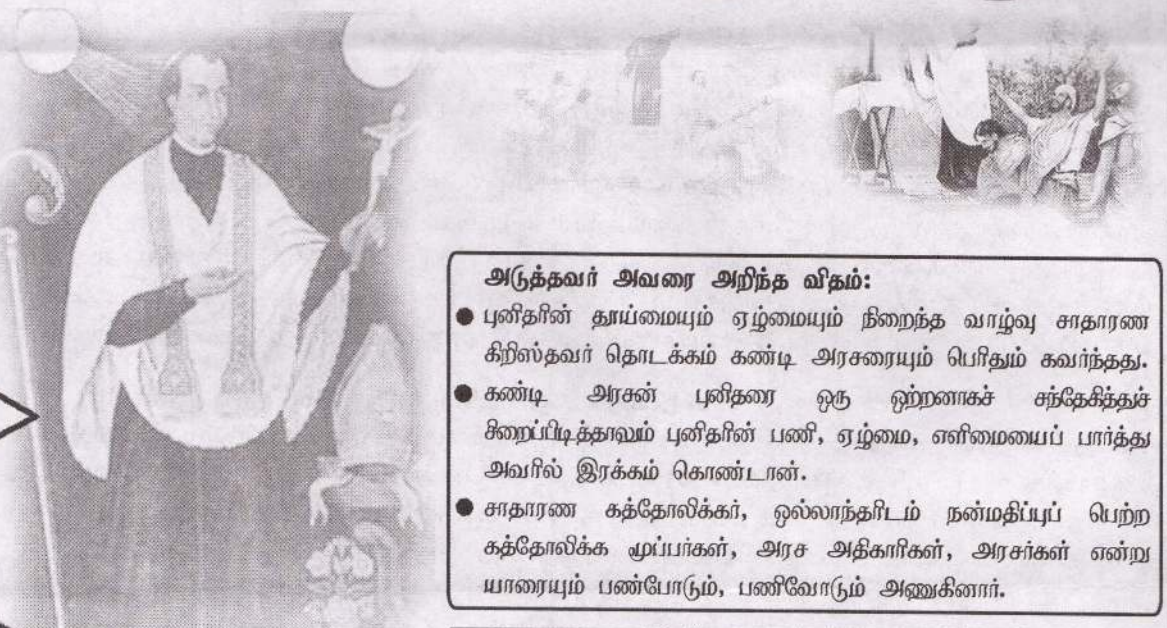 அடுத்தவர் அவரை அறிந்த விதம்:
● புனிதரின் தூய்மையும் ஏழ்மையும் நிறைந்த வாழ்வு சாதாரண
கிறிஸ்தவர் தொடக்கம் கண்டி அரசரையும் பெரிதும் கவர்ந்தது.
● கண்டி அரசன் புனிதரை ஒரு ஒற்றனாகச் சந்தேகித்துச்
சிறைப்பிடித்தாலும் புனிதரின் பணி, ஏழ்மை, எளிமையைப் பார்த்து
அவரில் இரக்கம் கொண்டான்.
● சாதாரண கத்தோலிக்கர், ஒல்லாந்தரிடம் நன்மதிப்புப் பெற்ற
கத்தோலிக்க மூப்பர்கள், அரச அதிகாரிகள், அரசர்கள் என்று
யாரையும் பண்போடும், பணிவோடும் அணுகினார்.